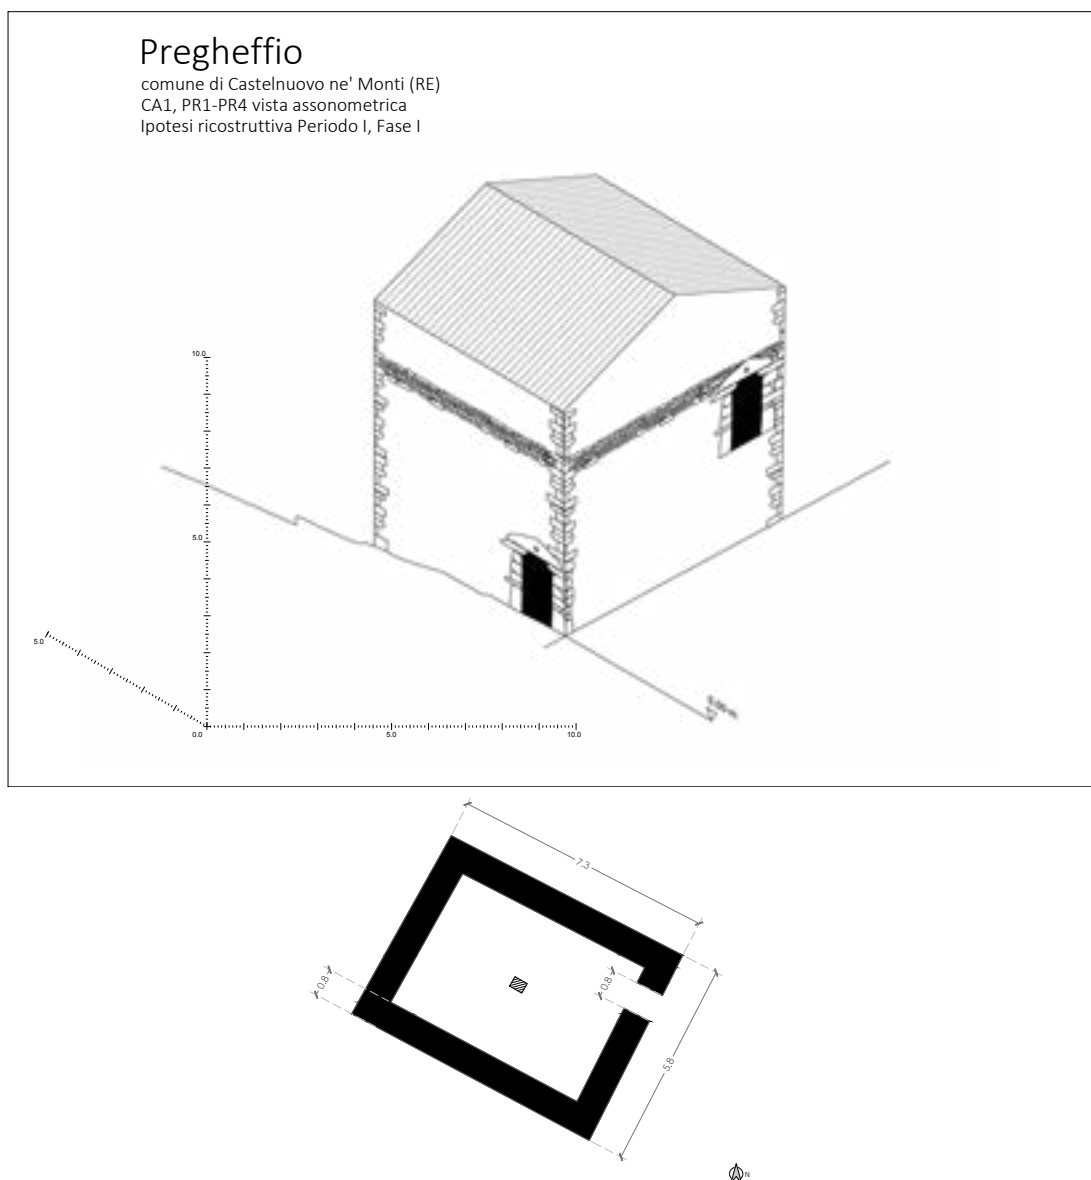 Pregheffio
comune di Castelnuovo ne' Monti (RE)
CA1, PR1-PR4 vista assonometrica
Ipotesi ricostruttiva Periodo I, Fase I
10.0
5.0
5.0
0.0
5.0
10.0
7.3
0.8
0.8
5.8
N